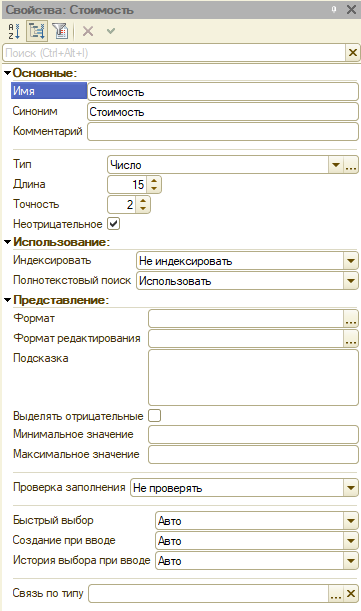 Свойства: Стоимость
Поиск (Ctrl+Alt+I)
Основные:
Имя Стоимость
Синоним Стоимость
Комментарий
Тип Число
Длина 15
Точность 2
Неотрицательное
Использование:
Индексировать Не индексировать
Полнотекстовый поиск Использовать
Представление:
Формат
Формат редактирования
Подсказка
Выделять отрицательные
Минимальное значение
Максимальное значение
Проверка заполнения Не проверять
Быстрый выбор Авто
Создание при вводе Авто
История выбора при вводе Авто
Связь по типу